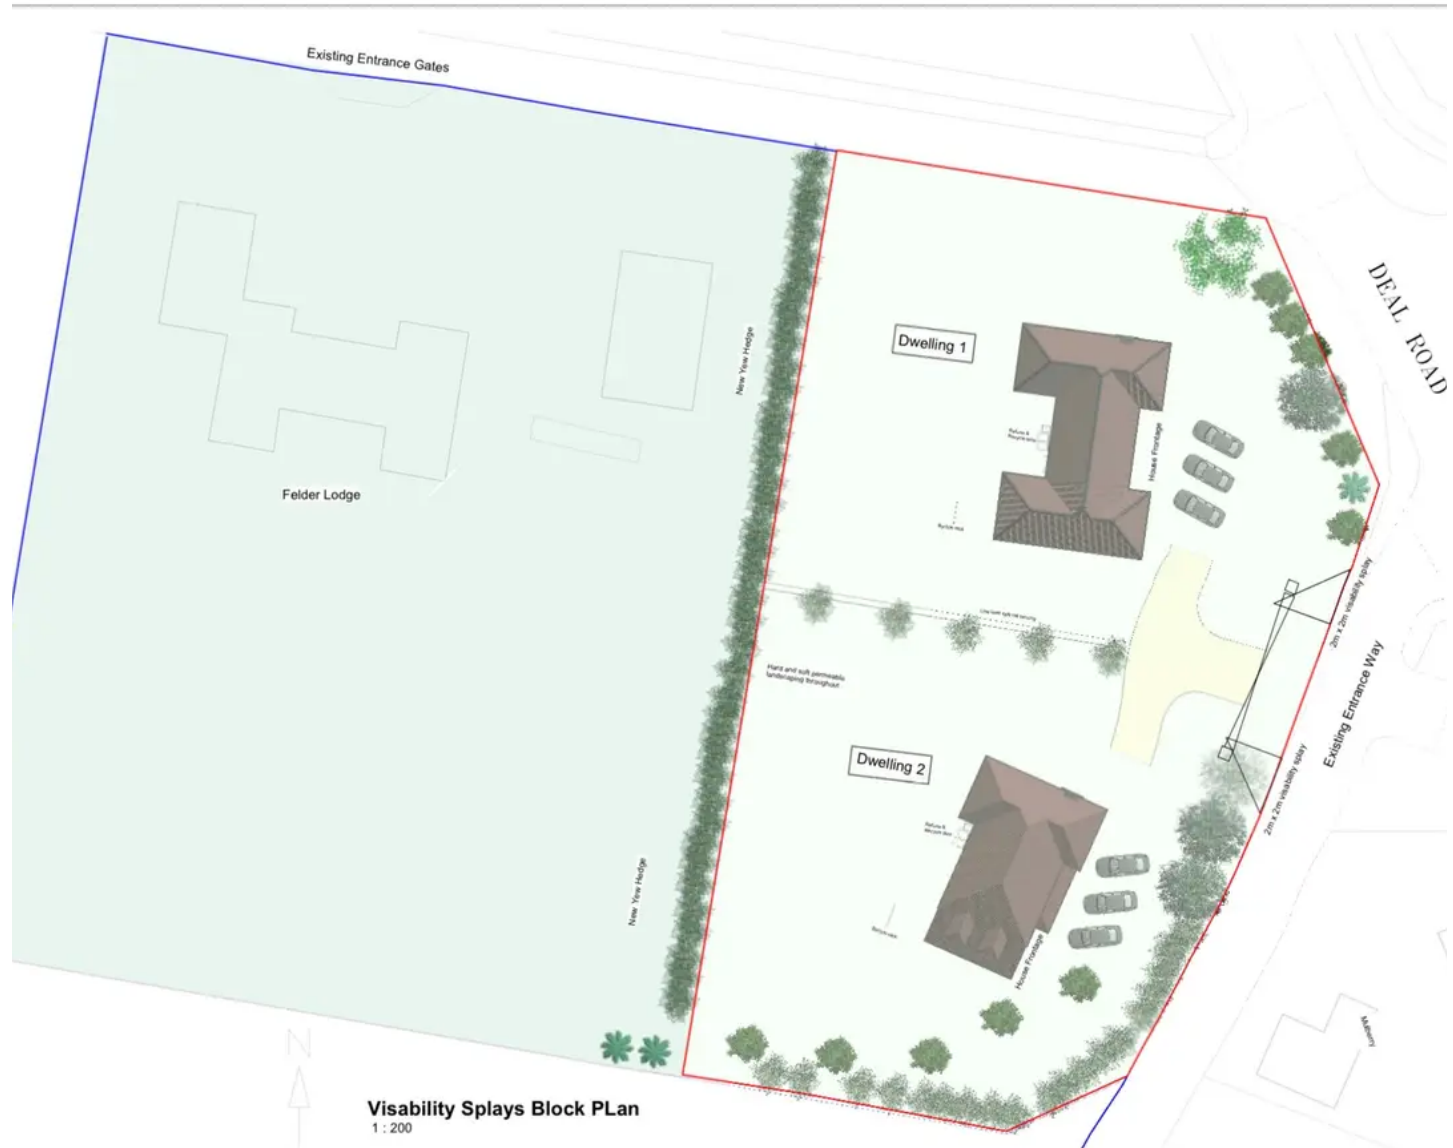 Existing Entrance Gates
DEAL ROAD
New Yew Hedge
Dwelling 1
House Frontage
Felder Lodge
2m x 2m visability splay
Hard and soft permeable
landscaping throughout
Existing Entrance Way
Dwelling 2
2m x 2m visability splay
New Yew Hedge
House Frontage
Mulberry
N
Visability Splays Block PLan
1 : 200